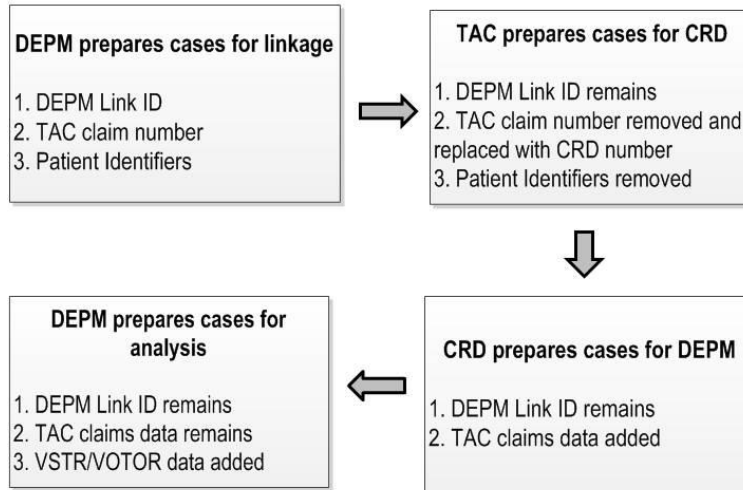 DEPM prepares cases for linkage
1. DEPM Link ID
2. TAC claim number
3. Patient Identifiers
TAC prepares cases for CRD
1. DEPM Link ID remains
2. TAC claim number removed and
replaced with CRD number
3. Patient Identifiers removed
CRD prepares cases for DEPM
1. DEPM Link ID remains
2. TAC claims data added
DEPM prepares cases for
analysis
1. DEPM Link ID remains
2. TAC claims data remains
3. VSTR/VOTOR data added